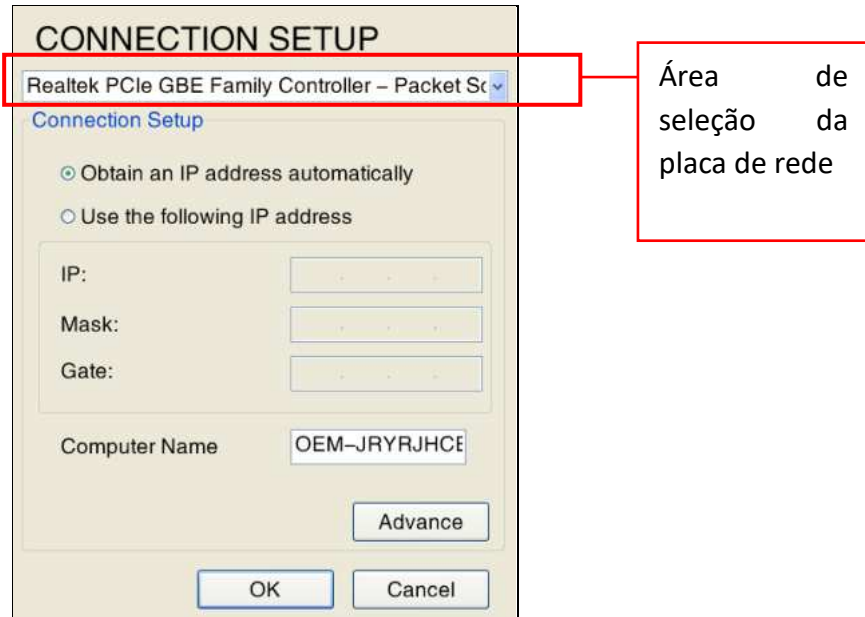 CONNECTION SETUP
Realtek PCIe GBE Family Controller – Packet Sc
Connection Setup
Obtain an IP address automatically
Use the following IP address
IP:
Mask:
Gate:
Computer Name OEM–JRYRJHCE
Advance
OK Cancel
Área de
seleção da
placa de rede